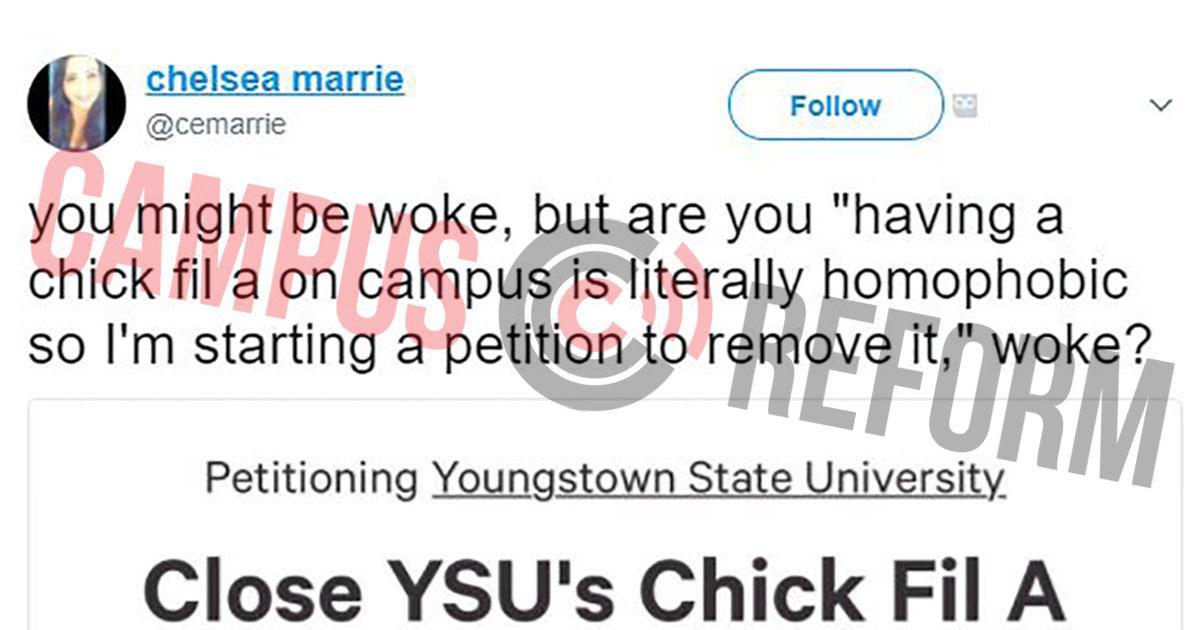 chelsea marrie
@cemarrie
Follow
you might be woke, but are you "having a
chick fil a on campus is literally homophobic
so I'm starting a petition to remove it," woke?
CAMPUS C REFORM
Petitioning Youngstown State University
Close YSU's Chick Fil A